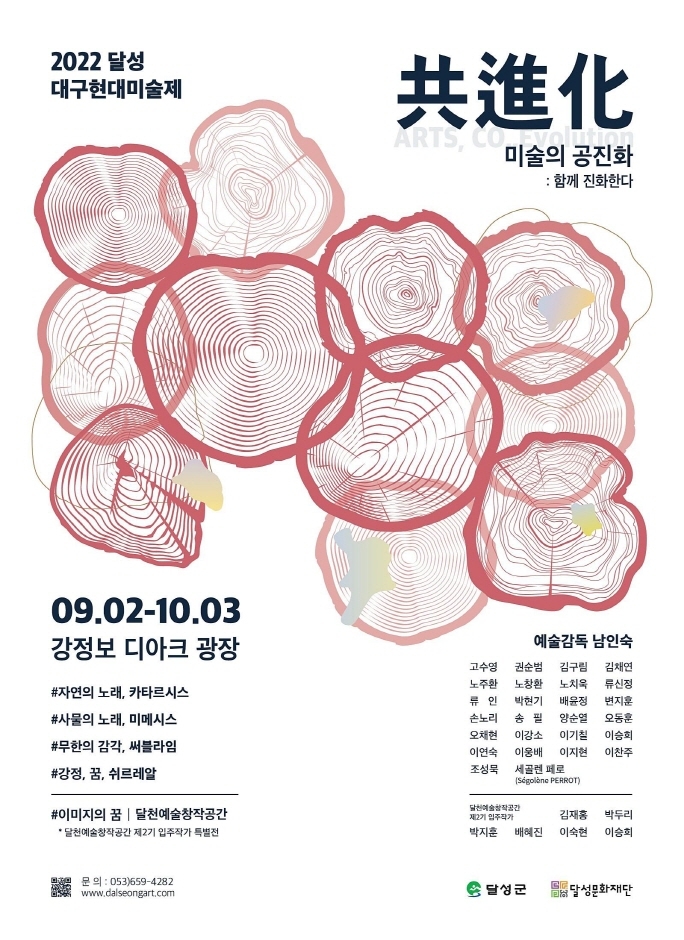 2022 달성
대구현대미술제
共進化
ARTS, CO_Evolution
미술의 공진화
: 함께 진화한다
09.02-10.03
강정보 디아크 광장
#자연의 노래, 카타르시스
#사물의 노래, 미메시스
#무한의 감각, 써블라임
#강정, 꿈, 쉬르레알
#이미지의 꿈 | 달천예술창작공간
* 달천예술창작공간 제2기 입주작가 특별전
예술감독 남인숙
고수영 권순범 김구림 김채연
노주환 노창환 노치욱 류신정
류 인 박현기 배윤정 변지훈
손노리 송 필 양순열 오동훈
오채현 이강소 이기칠 이승희
이연숙 이웅배 이지현 이찬주
조성묵 세골렌 페로
(Ségolène PERROT)
달천예술창작공간
제2기 입주작가 김재홍 박두리
박지훈 배혜진 이숙현 이승희
문 의 : 053)659-4282
www.dalseongart.com
달성군
달성문화재단